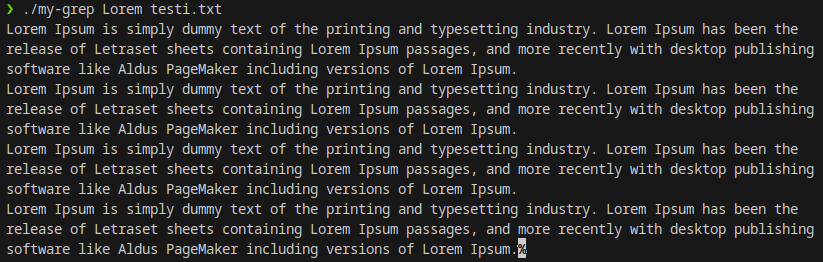 ❯ ./my-grep Lorem testi.txt
Lorem Ipsum is simply dummy text of the printing and typesetting industry. Lorem Ipsum has been the
release of Letraset sheets containing Lorem Ipsum passages, and more recently with desktop publishing
software like Aldus PageMaker including versions of Lorem Ipsum.
Lorem Ipsum is simply dummy text of the printing and typesetting industry. Lorem Ipsum has been the
release of Letraset sheets containing Lorem Ipsum passages, and more recently with desktop publishing
software like Aldus PageMaker including versions of Lorem Ipsum.
Lorem Ipsum is simply dummy text of the printing and typesetting industry. Lorem Ipsum has been the
release of Letraset sheets containing Lorem Ipsum passages, and more recently with desktop publishing
software like Aldus PageMaker including versions of Lorem Ipsum.
Lorem Ipsum is simply dummy text of the printing and typesetting industry. Lorem Ipsum has been the
release of Letraset sheets containing Lorem Ipsum passages, and more recently with desktop publishing
software like Aldus PageMaker including versions of Lorem Ipsum.%